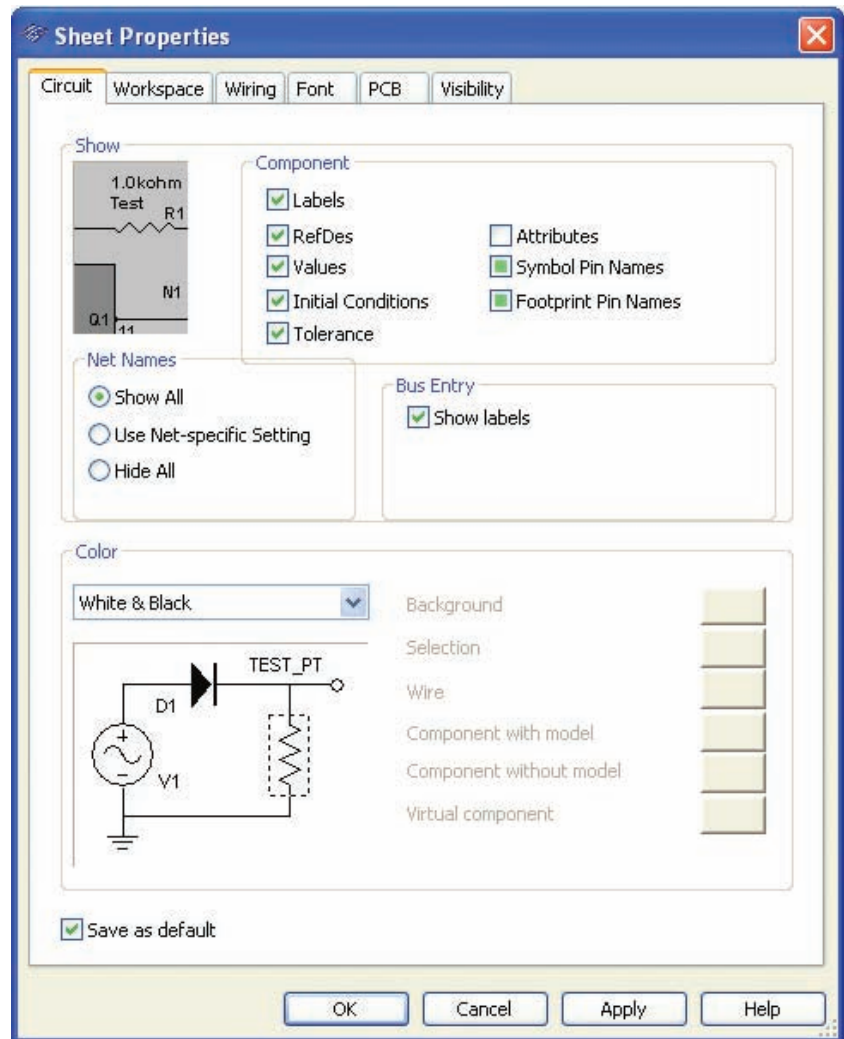 Sheet Properties
Circuit Workspace Wiring Font PCB Visibility
Show
1.0kohm
Test
R1
N1
Q1
11
Component
Labels
RefDes
Values
Initial Conditions
Tolerance
Attributes
Symbol Pin Names
Footprint Pin Names
Net Names
Show All
Use Net-specific Setting
Hide All
Bus Entry
Show labels
Color
White & Black
TEST_PT
D1
V1
Background
Selection
Wire
Component with model
Component without model
Virtual component
Save as default
OK Cancel Apply Help